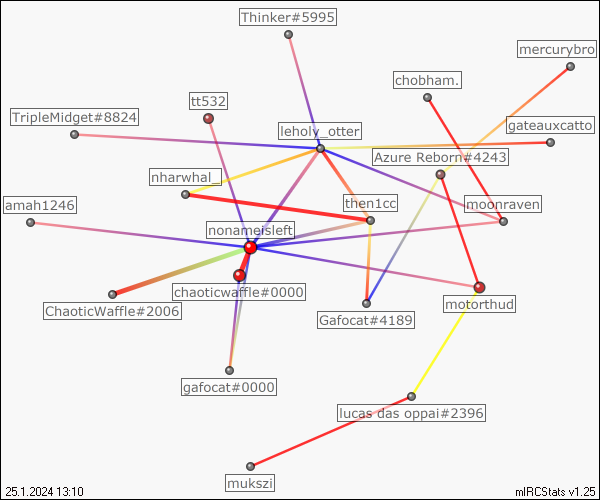 Thinker#5995
mercurybro
chobham.
tt532
TripleMidget#8824
leholy_otter
gateauxcatto
Azure Reborn#4243
nharwhal_
amah1246
then1cc
moonraven
nonameisleft
chaoticwaffle#0000
ChaoticWaffle#2006
motorthud
Gafocat#4189
gafocat#0000
lucas das oppai#2396
mukszi
25.1.2024 13:10
mIRCStats v1.25